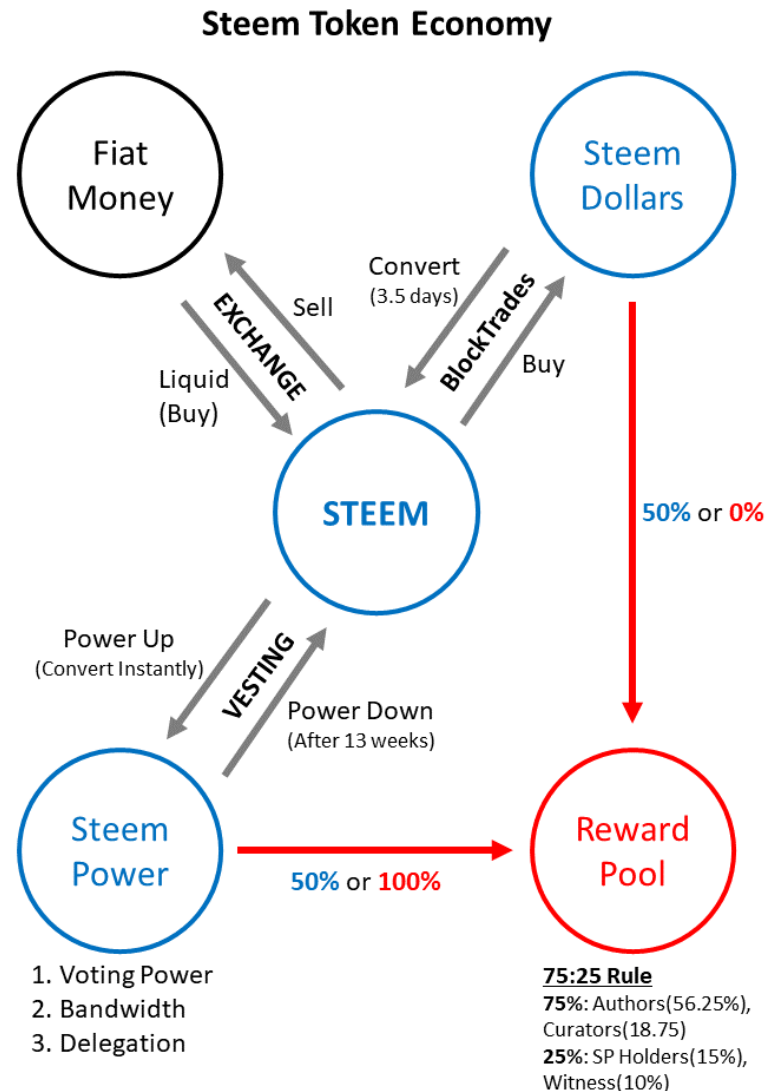 Steem Token Economy
Fiat
Money
Steem
Dollars
Convert
(3.5 days)
Sell
EXCHANGE
BlockTrades
Liquid
(Buy)
Buy
STEEM
50% or 0%
Power Up
(Convert Instantly)
VESTING
Power Down
(After 13 weeks)
Steem
Power
50% or 100%
Reward
Pool
1. Voting Power
2. Bandwidth
3. Delegation
75:25 Rule
75%: Authors(56.25%),
Curators(18.75)
25%: SP Holders(15%),
Witness(10%)